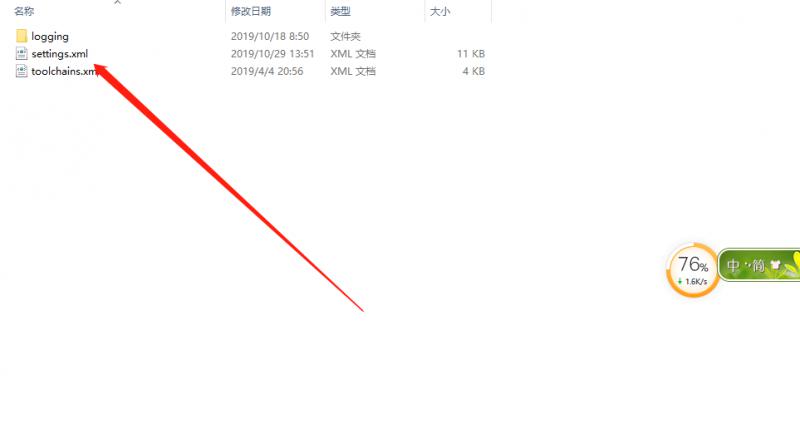 名称 修改日期 类型 大小
logging 2019/10/18 8:50 文件夹
settings.xml 2019/10/29 13:51 XML 文档 11 KB
toolchains.xm 2019/4/4 20:56 XML 文档 4 KB
76%
1.6K/s
中 简